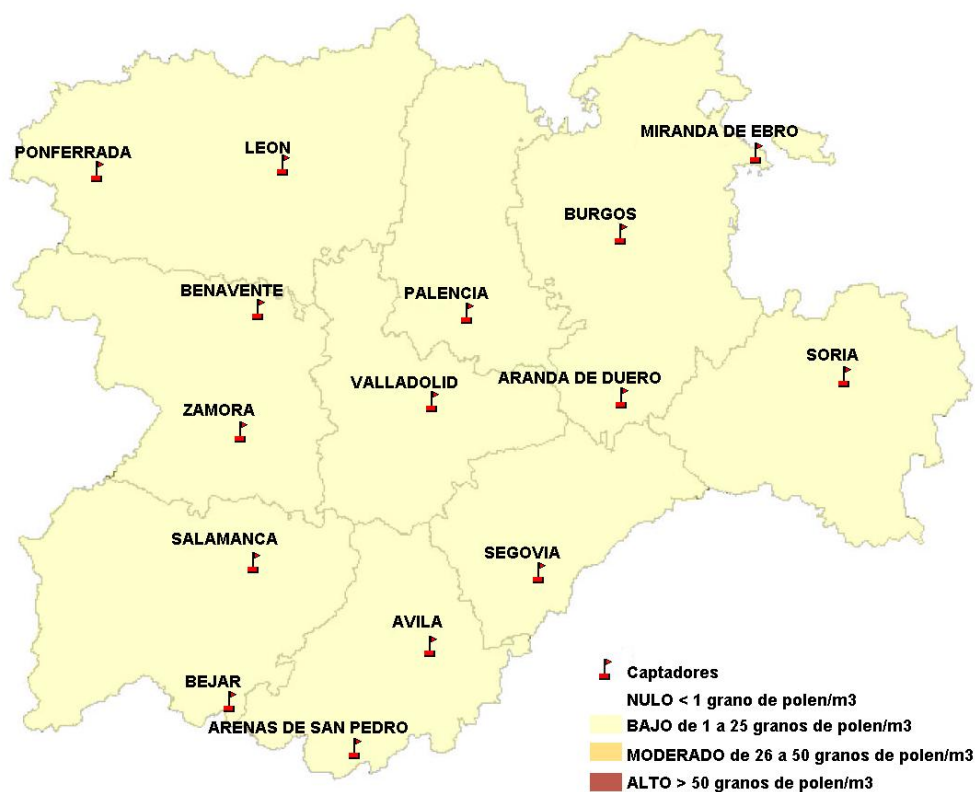 MIRANDA DE EBRO
LEON
PONFERRADA
BURGOS
BENAVENTE
PALENCIA
SORIA
VALLADOLID
ARANDA DE DUERO
ZAMORA
SALAMANCA
SEGOVIA
AVILA
BEJAR
ARENAS DE SAN PEDRO
Captadores
NULO < 1 grano de polen/m3
BAJO de 1 a 25 granos de polen/m3
MODERADO de 26 a 50 granos de polen/m3
ALTO > 50 granos de polen/m3